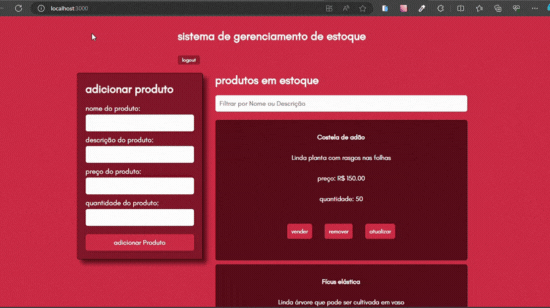 localhost:3000
sistema de gerenciamento de estoque
logout
adicionar produto
nome do produto:
descrição do produto:
preço do produto:
quantidade do produto:
adicionar Produto
produtos em estoque
Filtrar por Nome ou Descrição
Costela de adão
Linda planta com rasgos nas folhas
preço: R$ 150.00
quantidade: 50
vender
remover
atualizar
Ficus elástica
Linda árvore que pode ser cultivada em vaso